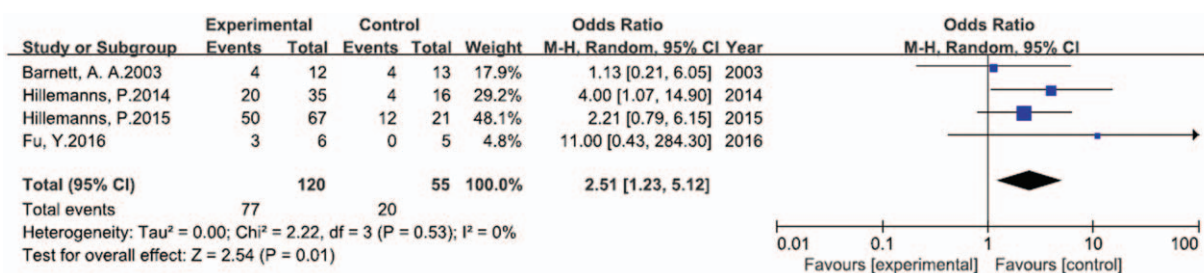 Experimental Control Odds Ratio Odds Ratio
Study or Subgroup Events Total Events Total Weight M-H, Random, 95% CI Year M-H, Random, 95% CI
Barnett, A. A.2003 4 12 4 13 17.9% 1.13 [0.21, 6.05] 2003
Hillemanns, P.2014 20 35 4 16 29.2% 4.00 [1.07, 14.90] 2014
Hillemanns, P.2015 50 67 12 21 48.1% 2.21 [0.79, 6.15] 2015
Fu, Y.2016 3 6 0 5 4.8% 11.00 [0.43, 284.30] 2016
Total (95% CI) 120 55 100.0% 2.51 [1.23, 5.12]
Total events 77 20
Heterogeneity: Tau² = 0.00; Chi² = 2.22, df = 3 (P = 0.53); I² = 0%
Test for overall effect: Z = 2.54 (P = 0.01)
0.01 0.1 1 10 100
Favours [experimental] Favours [control]